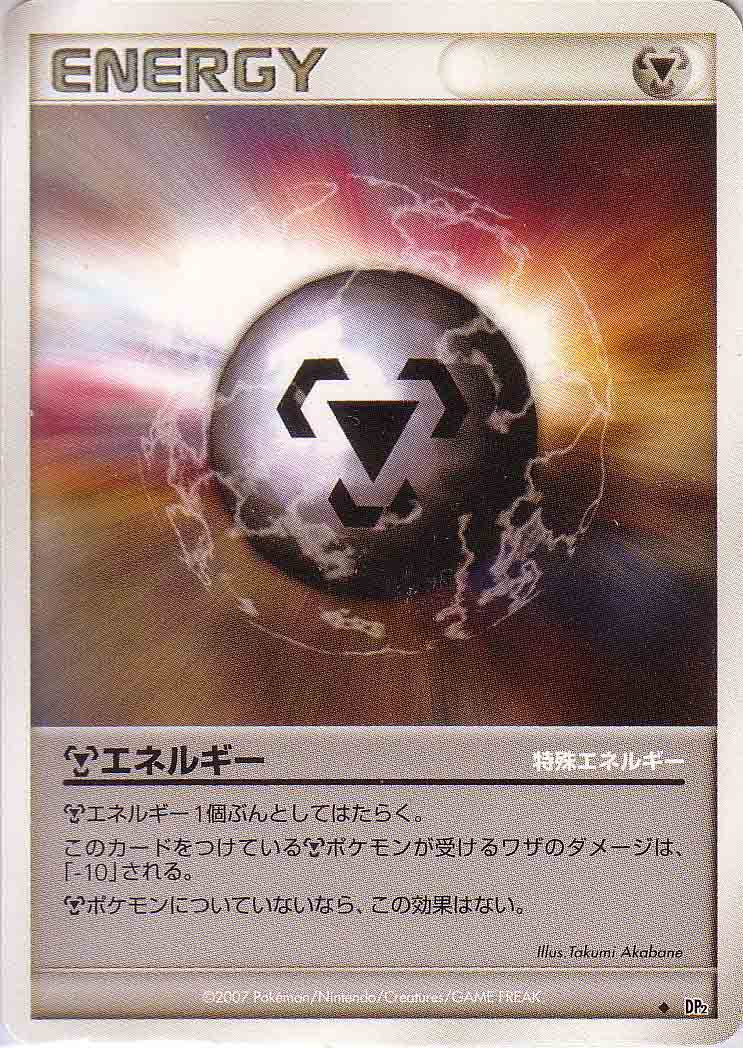 ENERGY
エネルギー
特殊エネルギー
エネルギー1個ぶんとしてはたらく。
このカードをつけているポケモンが受けるワザのダメージは、
「-10」される。
ポケモンについていないなら、この効果はない。
Illus.Takumi Akabane
©2007 Pokémon/Nintendo/Creatures/GAME FREAK
◆ DP2